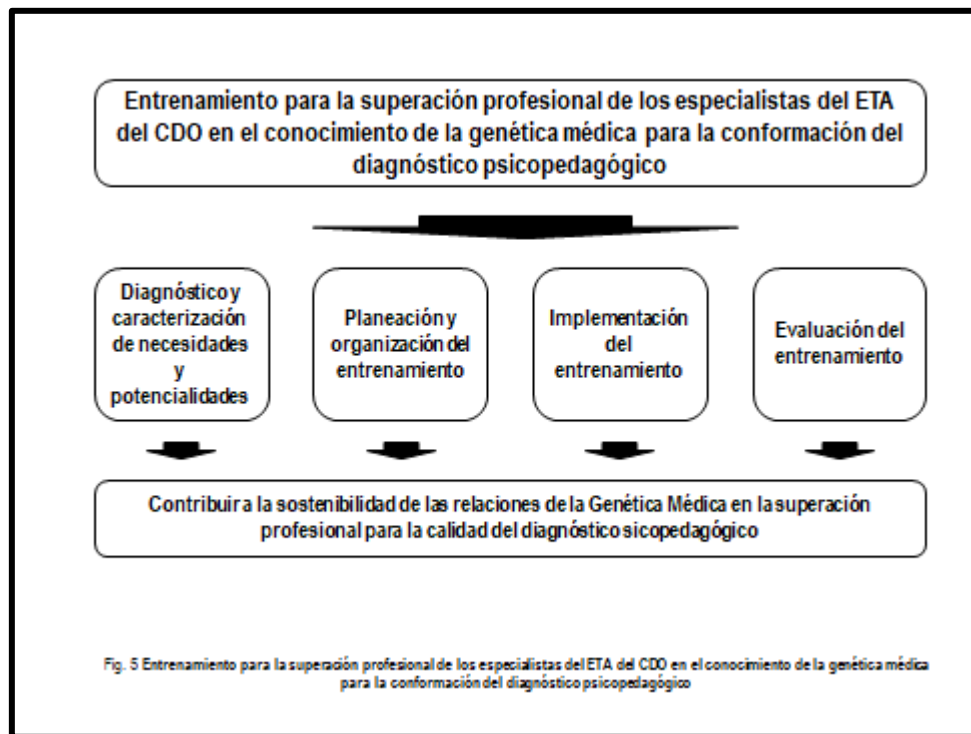 Entrenamiento para la superación profesional de los especialistas del ETA
del CDO en el conocimiento de la genética médica para la conformación del
diagnóstico psicopedagógico
Diagnóstico y
caracterización
de necesidades
y
potencialidades
Planeación y
organización del
entrenamiento
Implementación
del
entrenamiento
Evaluación del
entrenamiento
Contribuir a la sostenibilidad de las relaciones de la Genética Médica en la superación
profesional para la calidad del diagnóstico sicopedagógico
Fig. 5 Entrenamiento para la superación profesional de los especialistas del ETA del CDO en el conocimiento de la genética médica
para la conformación del diagnóstico psicopedagógico